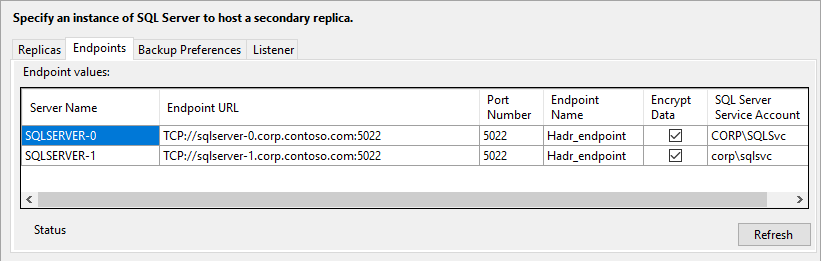 Specify an instance of SQL Server to host a secondary replica.
Replicas Endpoints Backup Preferences Listener
Endpoint values:
Server Name Endpoint URL Port Number Endpoint Name Encrypt Data SQL Server Service Account
SQLSERVER-0 TCP://sqlserver-0.corp.contoso.com:5022 5022 Hadr_endpoint CORP\SQLSvc
SQLSERVER-1 TCP://sqlserver-1.corp.contoso.com:5022 5022 Hadr_endpoint corp\sqlsvc
Status
Refresh